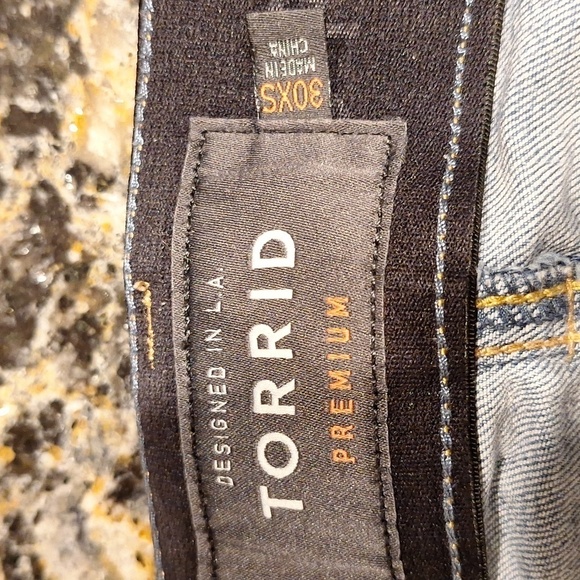 DESIGNED IN L.A.
TORRID
PREMIUM
30XS
MADE IN
CHINA